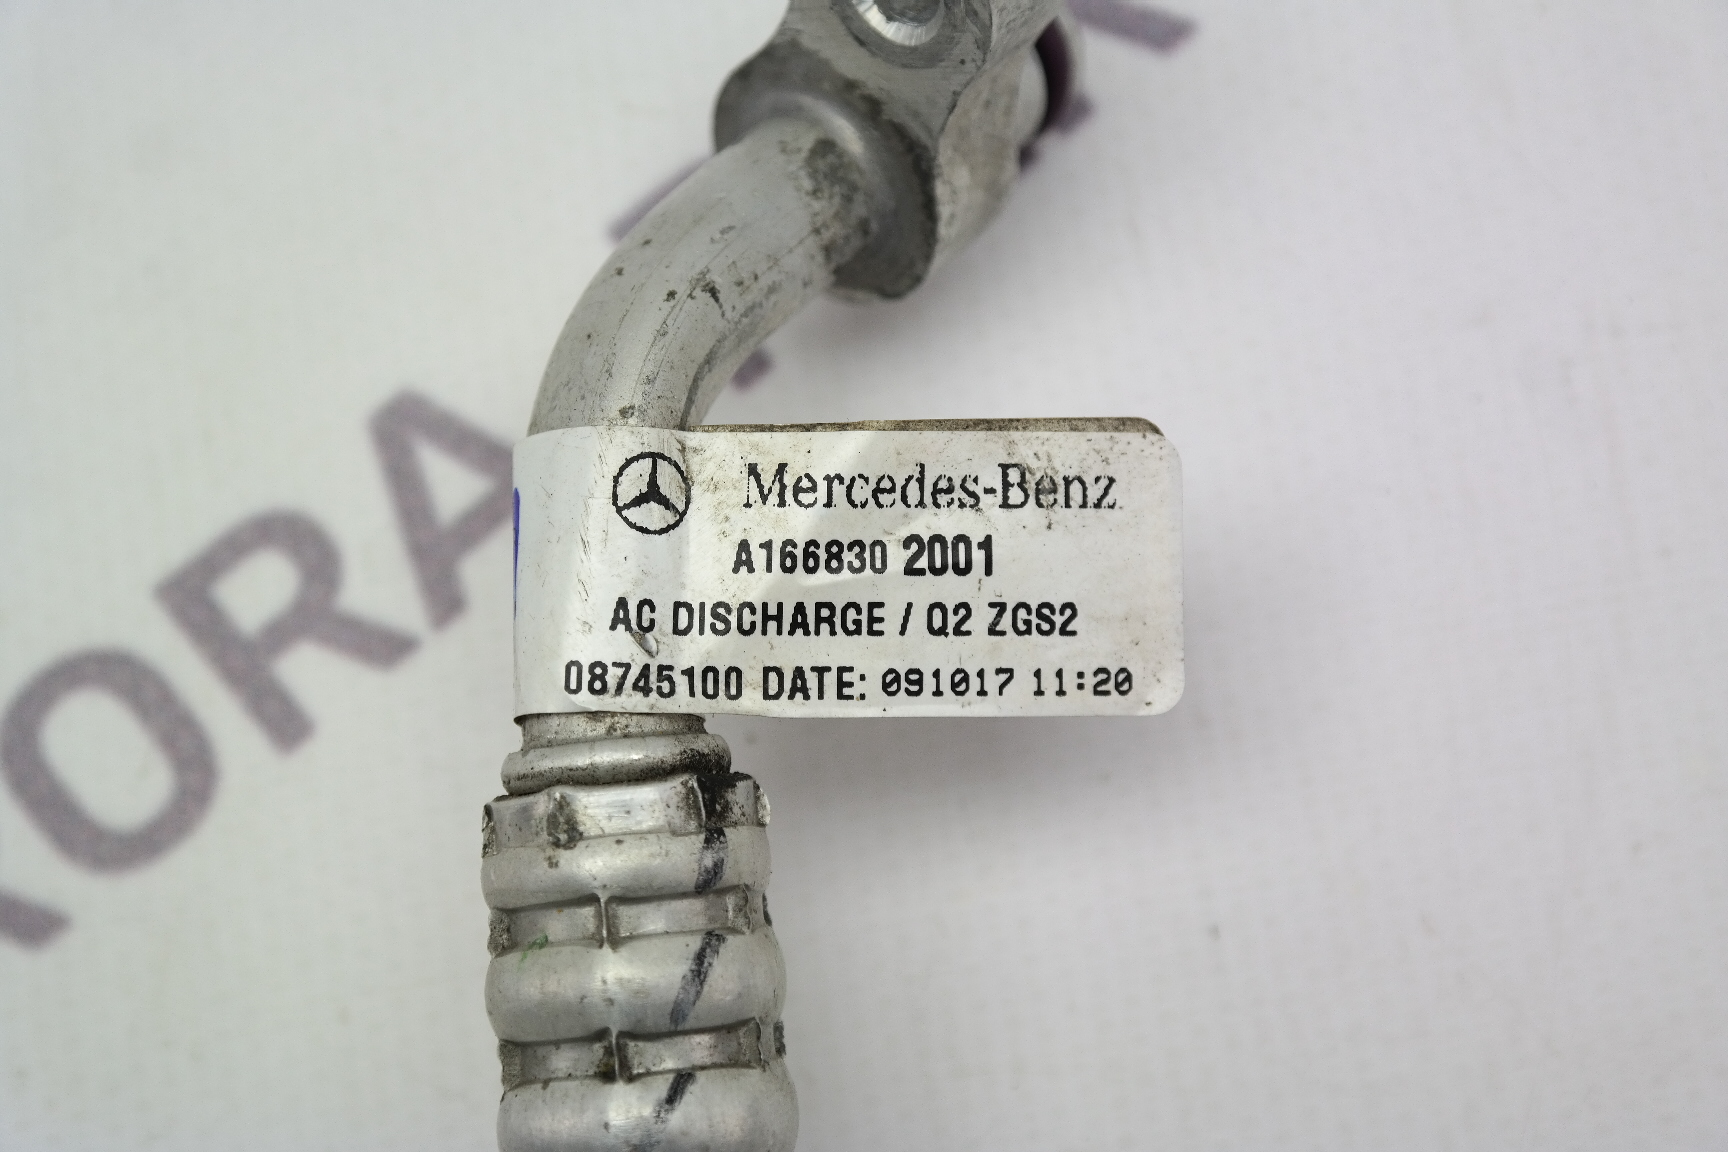 Mercedes-Benz
A166830 2001
AC DISCHARGE / Q2 ZGS2
08745100 DATE: 091017 11:20